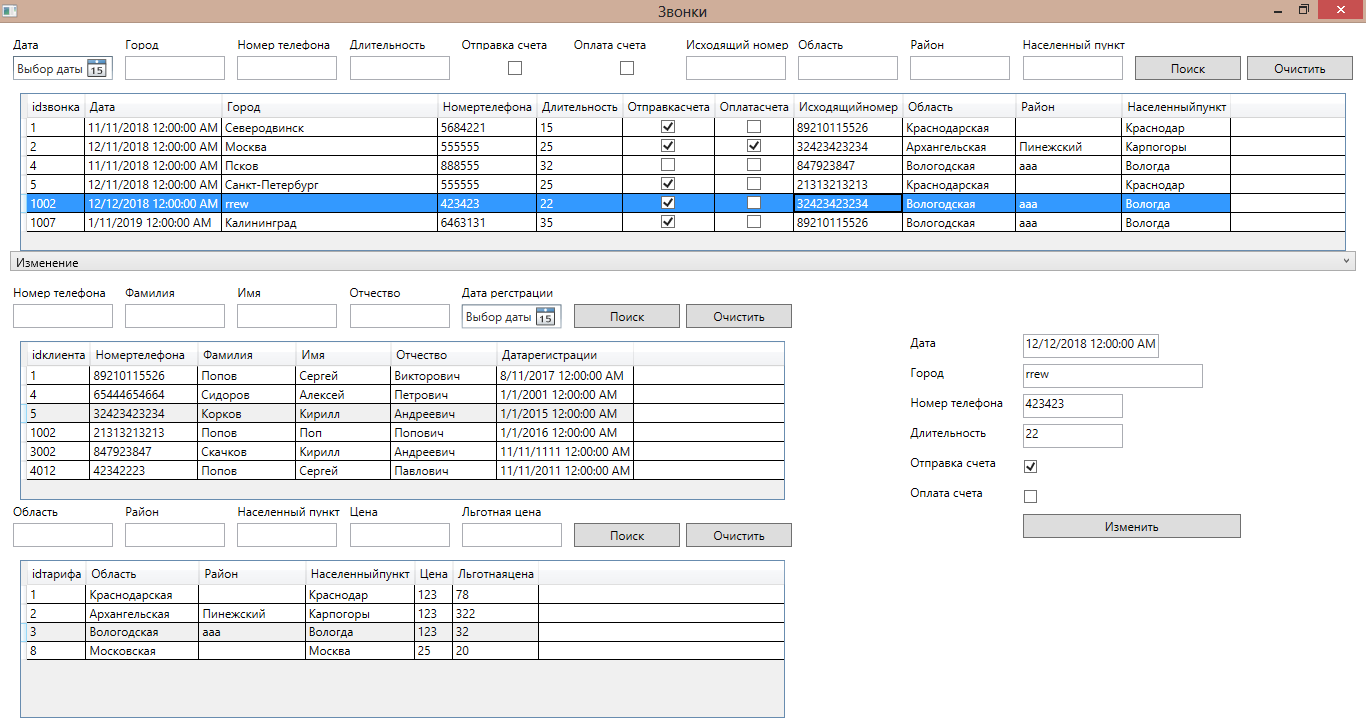 Звонки
Дата Город Номер телефона Длительность Отправка счета Оплата счета Исходящий номер Область Район Населенный пункт
Выбор даты 15 Поиск Очистить
idзвонка Дата Город Номертелефона Длительность Отправкасчета Оплатасчета Исходящийномер Область Район Населенныйпункт
1 11/11/2018 12:00:00 AM Северодвинск 5684221 15 89210115526 Краснодарская Краснодар
2 12/11/2018 12:00:00 AM Москва 555555 25 32423423234 Архангельская Пинежский Карпогоры
4 11/11/2018 12:00:00 AM Псков 888555 32 847923847 Вологодская ааа Вологда
5 12/11/2018 12:00:00 AM Санкт-Петербург 555555 25 21313213213 Краснодарская Краснодар
1002 12/12/2018 12:00:00 AM rrew 423423 22 32423423234 Вологодская ааа Вологда
1007 1/11/2019 12:00:00 AM Калининград 6463131 35 89210115526 Вологодская ааа Вологда
Изменение
Номер телефона Фамилия Имя Отчество Дата регстрации
Выбор даты 15 Поиск Очистить
idклиента Номертелефона Фамилия Имя Отчество Датарегистрации
1 89210115526 Попов Сергей Викторович 8/11/2017 12:00:00 AM
4 65444654664 Сидоров Алексей Петрович 1/1/2001 12:00:00 AM
5 32423423234 Корков Кирилл Андреевич 1/1/2015 12:00:00 AM
1002 21313213213 Попов Поп Попович 1/1/2016 12:00:00 AM
3002 847923847 Скачков Кирилл Андреевич 11/11/1111 12:00:00 AM
4012 42342223 Попов Сергей Павлович 11/11/2011 12:00:00 AM
Область Район Населенный пункт Цена Льготная цена
Поиск Очистить
idтарифа Область Район Населенныйпункт Цена Льготнаяцена
1 Краснодарская Краснодар 123 78
2 Архангельская Пинежский Карпогоры 123 322
3 Вологодская ааа Вологда 123 32
8 Московская Москва 25 20
Дата 12/12/2018 12:00:00 AM
Город rrew
Номер телефона 423423
Длительность 22
Отправка счета
Оплата счета
Изменить